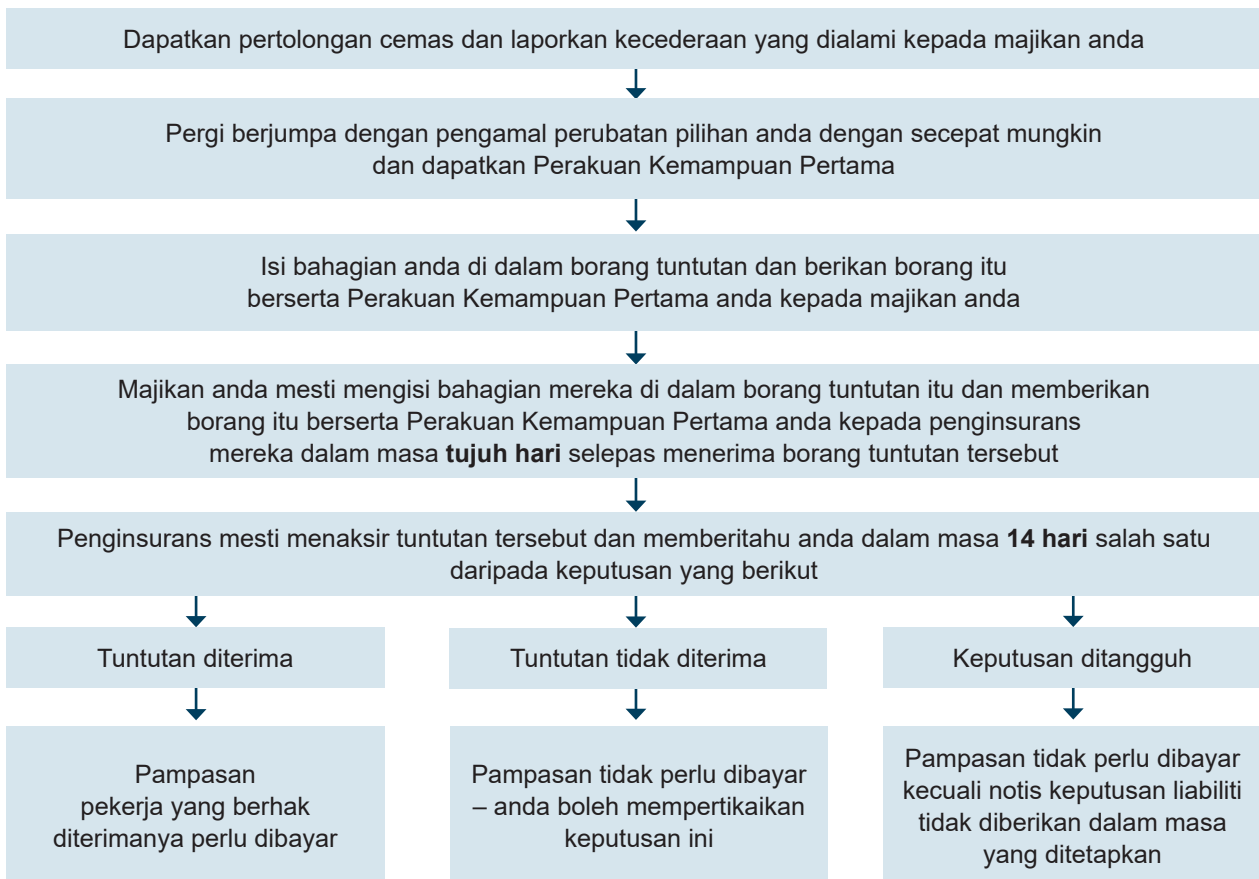 Dapatkan pertolongan cemas dan laporkan kecederaan yang dialami kepada majikan anda
Pergi berjumpa dengan pengamal perubatan pilihan anda dengan secepat mungkin
dan dapatkan Perakuan Kemampuan Pertama
Isi bahagian anda di dalam borang tuntutan dan berikan borang itu
berserta Perakuan Kemampuan Pertama anda kepada majikan anda
Majikan anda mesti mengisi bahagian mereka di dalam borang tuntutan itu dan memberikan
borang itu berserta Perakuan Kemampuan Pertama anda kepada penginsurans
mereka dalam masa tujuh hari selepas menerima borang tuntutan tersebut
Penginsurans mesti menaksir tuntutan tersebut dan memberitahu anda dalam masa 14 hari salah satu
daripada keputusan yang berikut
Tuntutan diterima
Pampasan
pekerja yang berhak
diterimanya perlu dibayar
Tuntutan tidak diterima
Pampasan tidak perlu dibayar
– anda boleh mempertikaikan
keputusan ini
Keputusan ditangguh
Pampasan tidak perlu dibayar
kecuali notis keputusan liabiliti
tidak diberikan dalam masa
yang ditetapkan